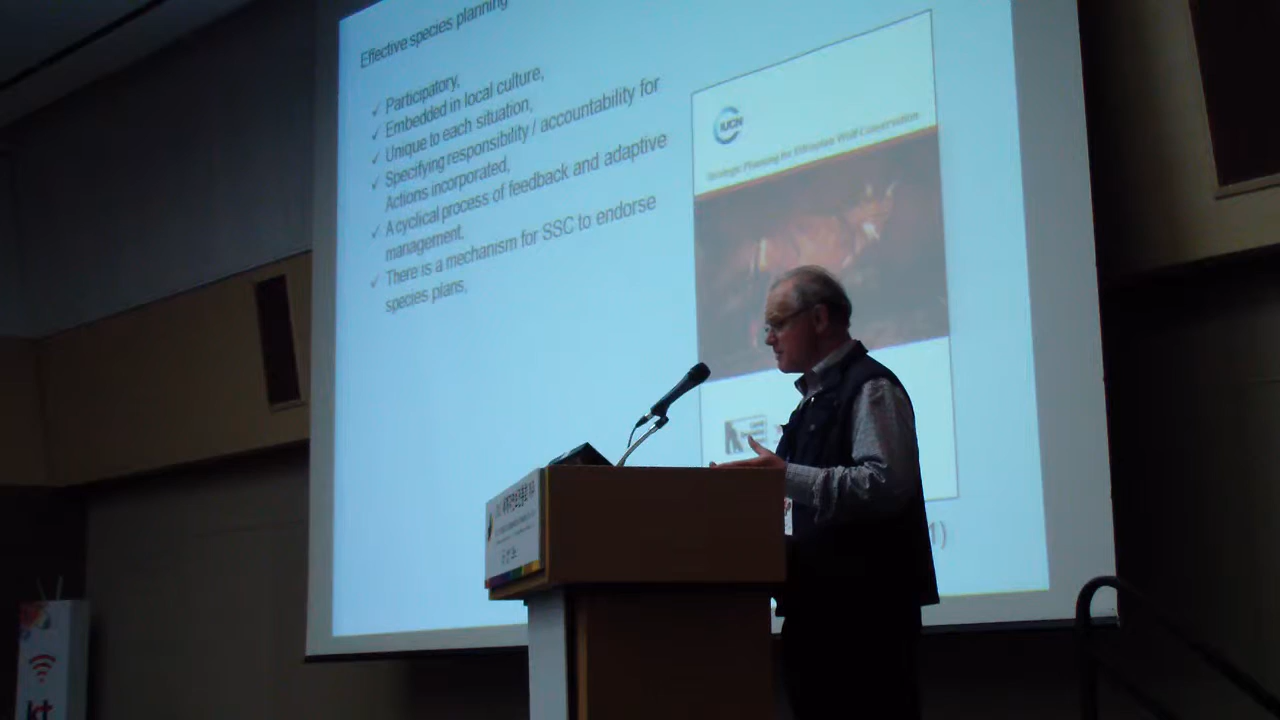 Effective species planning
✓ Participatory,
✓ Embedded in local culture,
✓ Unique to each situation,
✓ Specifying responsibility / accountability for
Actions incorporated,
✓ A cyclical process of feedback and adaptive
management,
✓ There is a mechanism for SSC to endorse
species plans,
IUCN
Strategic Planning for Ethiopian Wolf Conservation
1)
kt